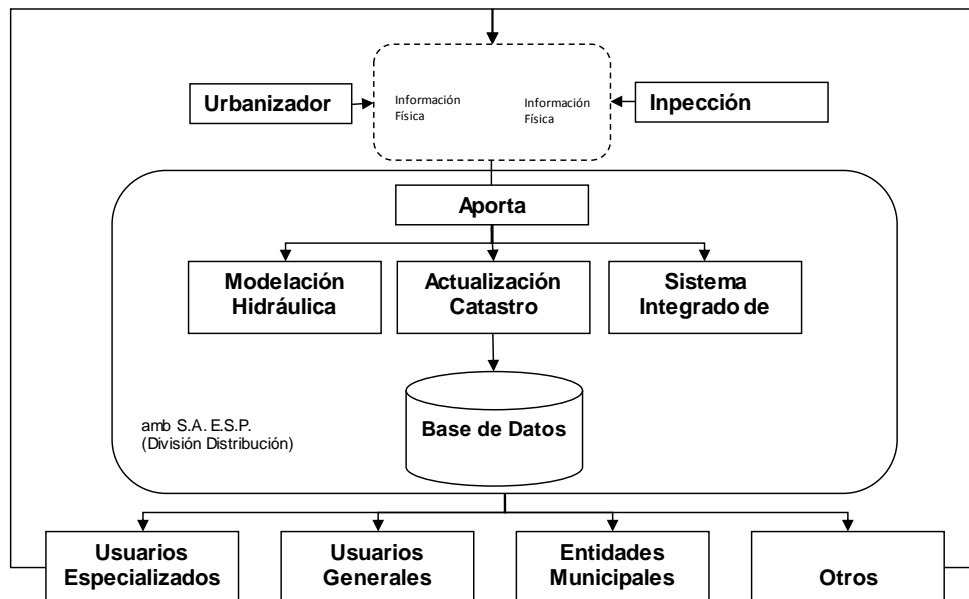 Urbanizador
Información
Física
Información
Física
Inpección
Aporta
Modelación
Hidráulica
Actualización
Catastro
Sistema
Integrado de
Base de Datos
amb S.A. E.S.P.
(División Distribución)
Usuarios
Especializados
Usuarios
Generales
Entidades
Municipales
Otros